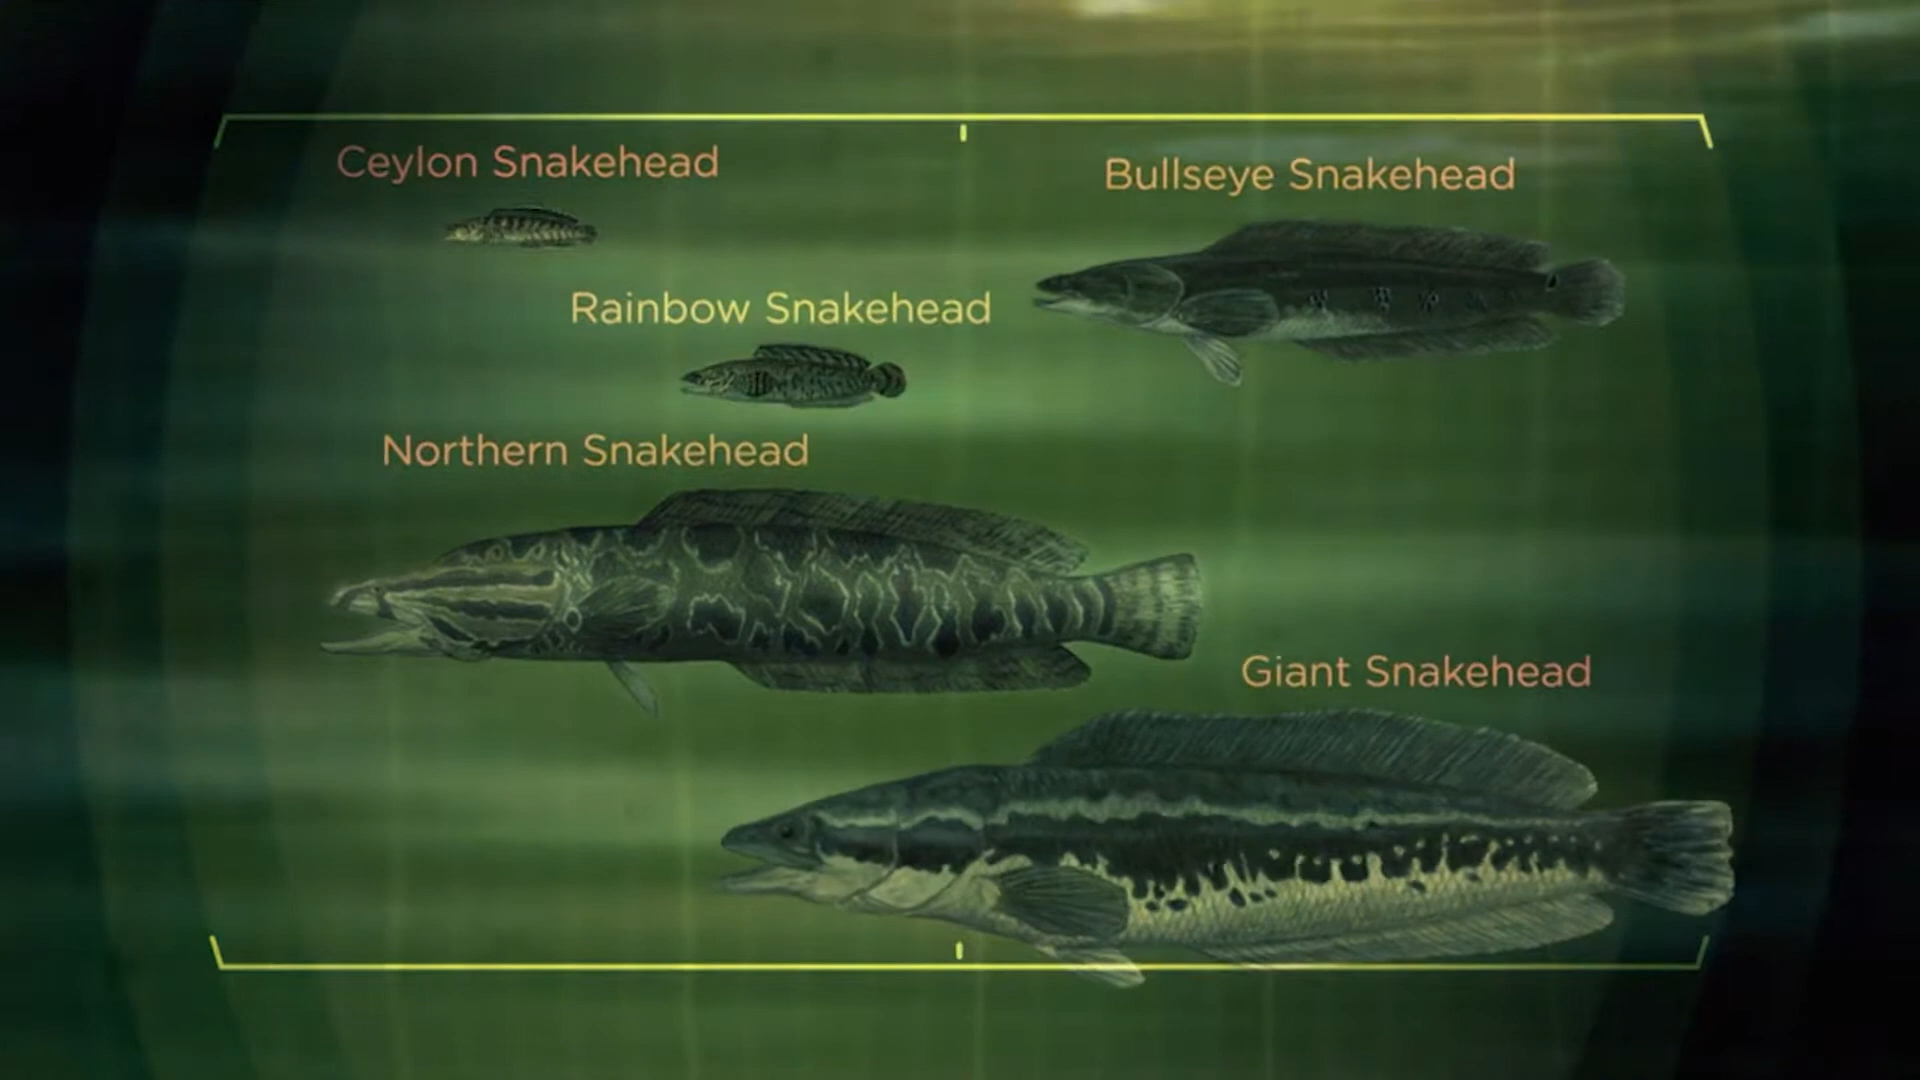 Ceylon Snakehead
Bullseye Snakehead
Rainbow Snakehead
Northern Snakehead
Giant Snakehead